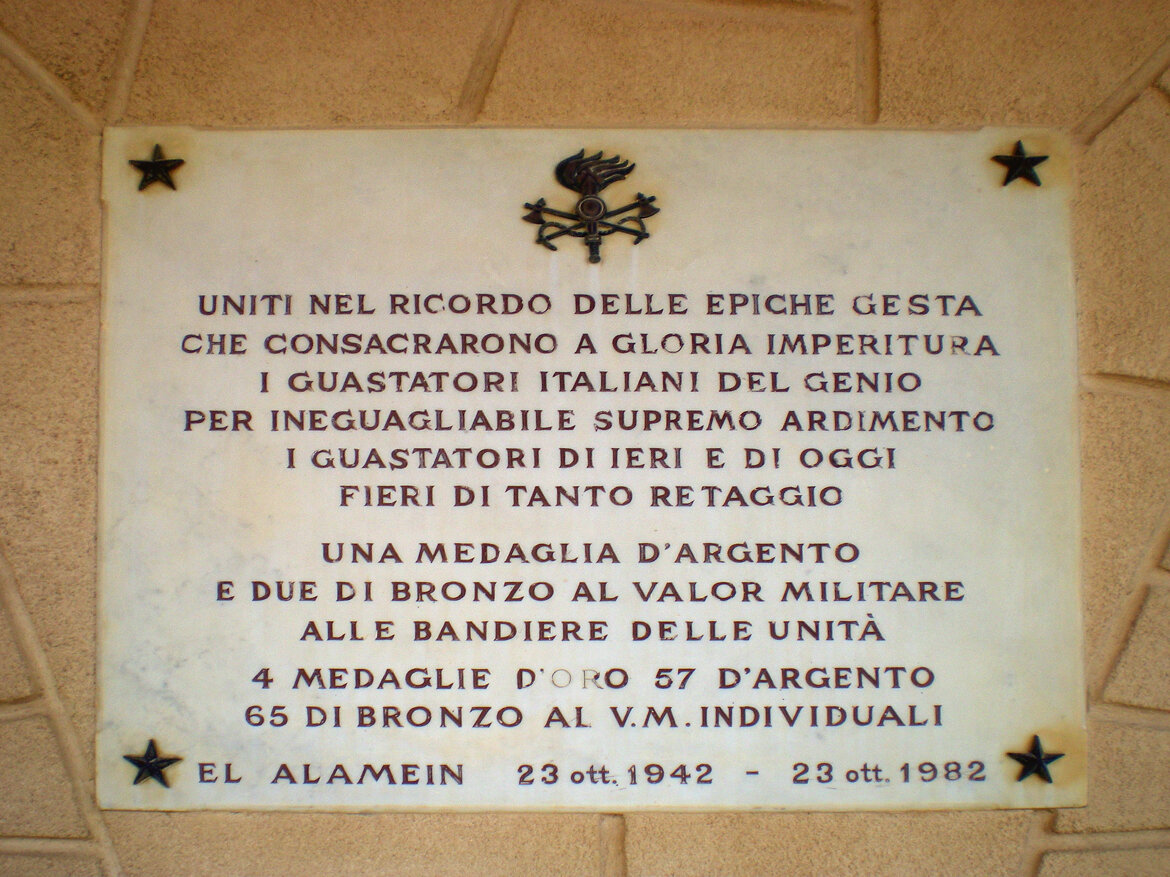 UNITI NEL RICORDO DELLE EPICHE GESTA
CHE CONSACRARONO A GLORIA IMPERITURA
I GUASTATORI ITALIANI DEL GENIO
PER INEGUAGLIABILE SUPREMO ARDIMENTO
I GUASTATORI DI IERI E DI OGGI
FIERI DI TANTO RETAGGIO
UNA MEDAGLIA D'ARGENTO
E DUE DI BRONZO AL VALOR MILITARE
ALLE BANDIERE DELLE UNITÀ
4 MEDAGLIE D'ORO 57 D'ARGENTO
65 DI BRONZO AL V.M. INDIVIDUALI
EL ALAMEIN 23 ott. 1942 - 23 ott. 1982